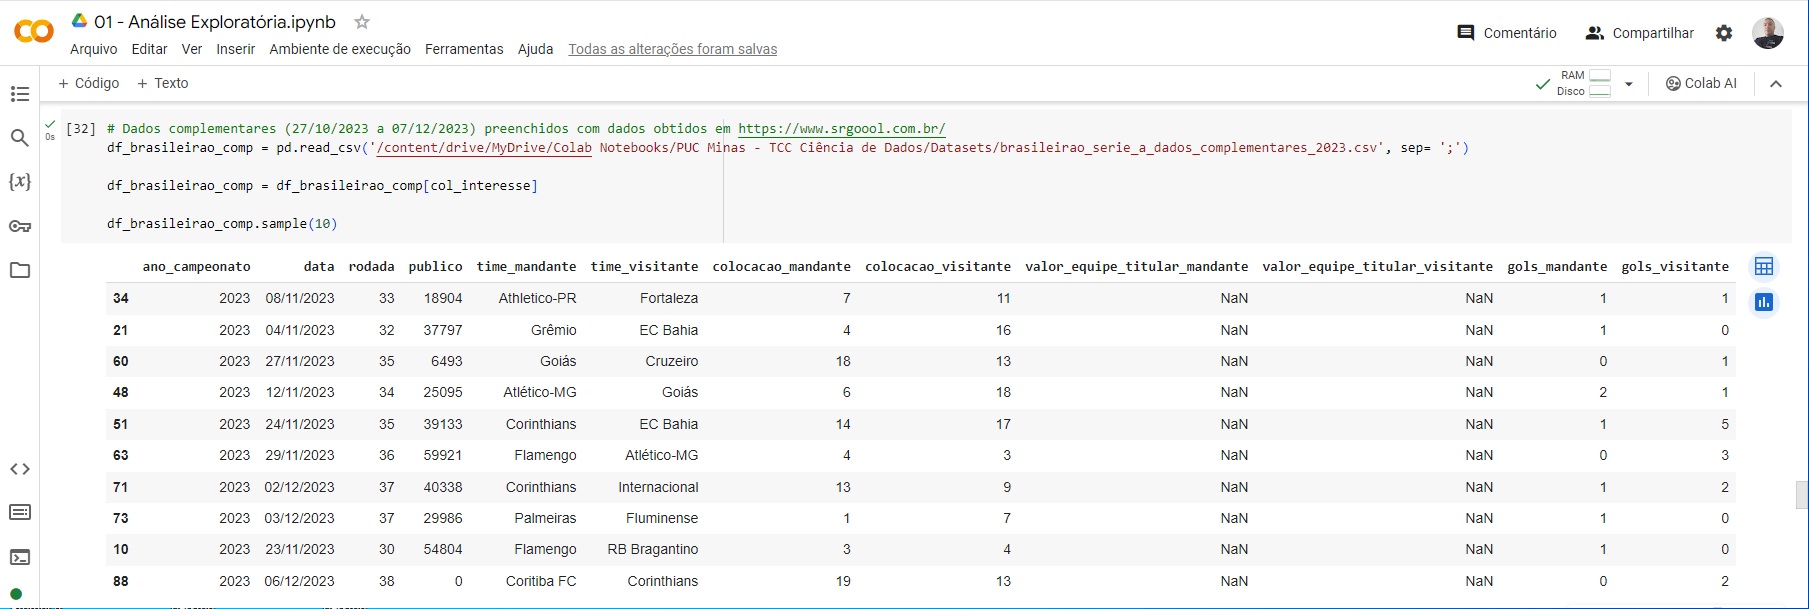 01 - Análise Exploratória.ipynb
Arquivo Editar Ver Inserir Ambiente de execução Ferramentas Ajuda Todas as alterações foram salvas
Comentário Compartilhar
+ Código + Texto
RAM
Disco
Colab AI
0s
[32] # Dados complementares (27/10/2023 a 07/12/2023) preenchidos com dados obtidos em https://www.srgoool.com.br/
df_brasileirao_comp = pd.read_csv('/content/drive/MyDrive/Colab Notebooks/PUC Minas - TCC Ciência de Dados/Datasets/brasileirao_serie_a_dados_complementares_2023.csv', sep= ';')
df_brasileirao_comp = df_brasileirao_comp[col_interesse]
df_brasileirao_comp.sample(10)
ano_campeonato data rodada publico time_mandante time_visitante colocacao_mandante colocacao_visitante valor_equipe_titular_mandante valor_equipe_titular_visitante gols_mandante gols_visitante
34 2023 08/11/2023 33 18904 Athletico-PR Fortaleza 7 11 NaN NaN 1 1
21 2023 04/11/2023 32 37797 Grêmio EC Bahia 4 16 NaN NaN 1 0
60 2023 27/11/2023 35 6493 Goiás Cruzeiro 18 13 NaN NaN 0 1
48 2023 12/11/2023 34 25095 Atlético-MG Goiás 6 18 NaN NaN 2 1
51 2023 24/11/2023 35 39133 Corinthians EC Bahia 14 17 NaN NaN 1 5
63 2023 29/11/2023 36 59921 Flamengo Atlético-MG 4 3 NaN NaN 0 3
71 2023 02/12/2023 37 40338 Corinthians Internacional 13 9 NaN NaN 1 2
73 2023 03/12/2023 37 29986 Palmeiras Fluminense 1 7 NaN NaN 1 0
10 2023 23/11/2023 30 54804 Flamengo RB Bragantino 3 4 NaN NaN 1 0
88 2023 06/12/2023 38 0 Coritiba FC Corinthians 19 13 NaN NaN 0 2